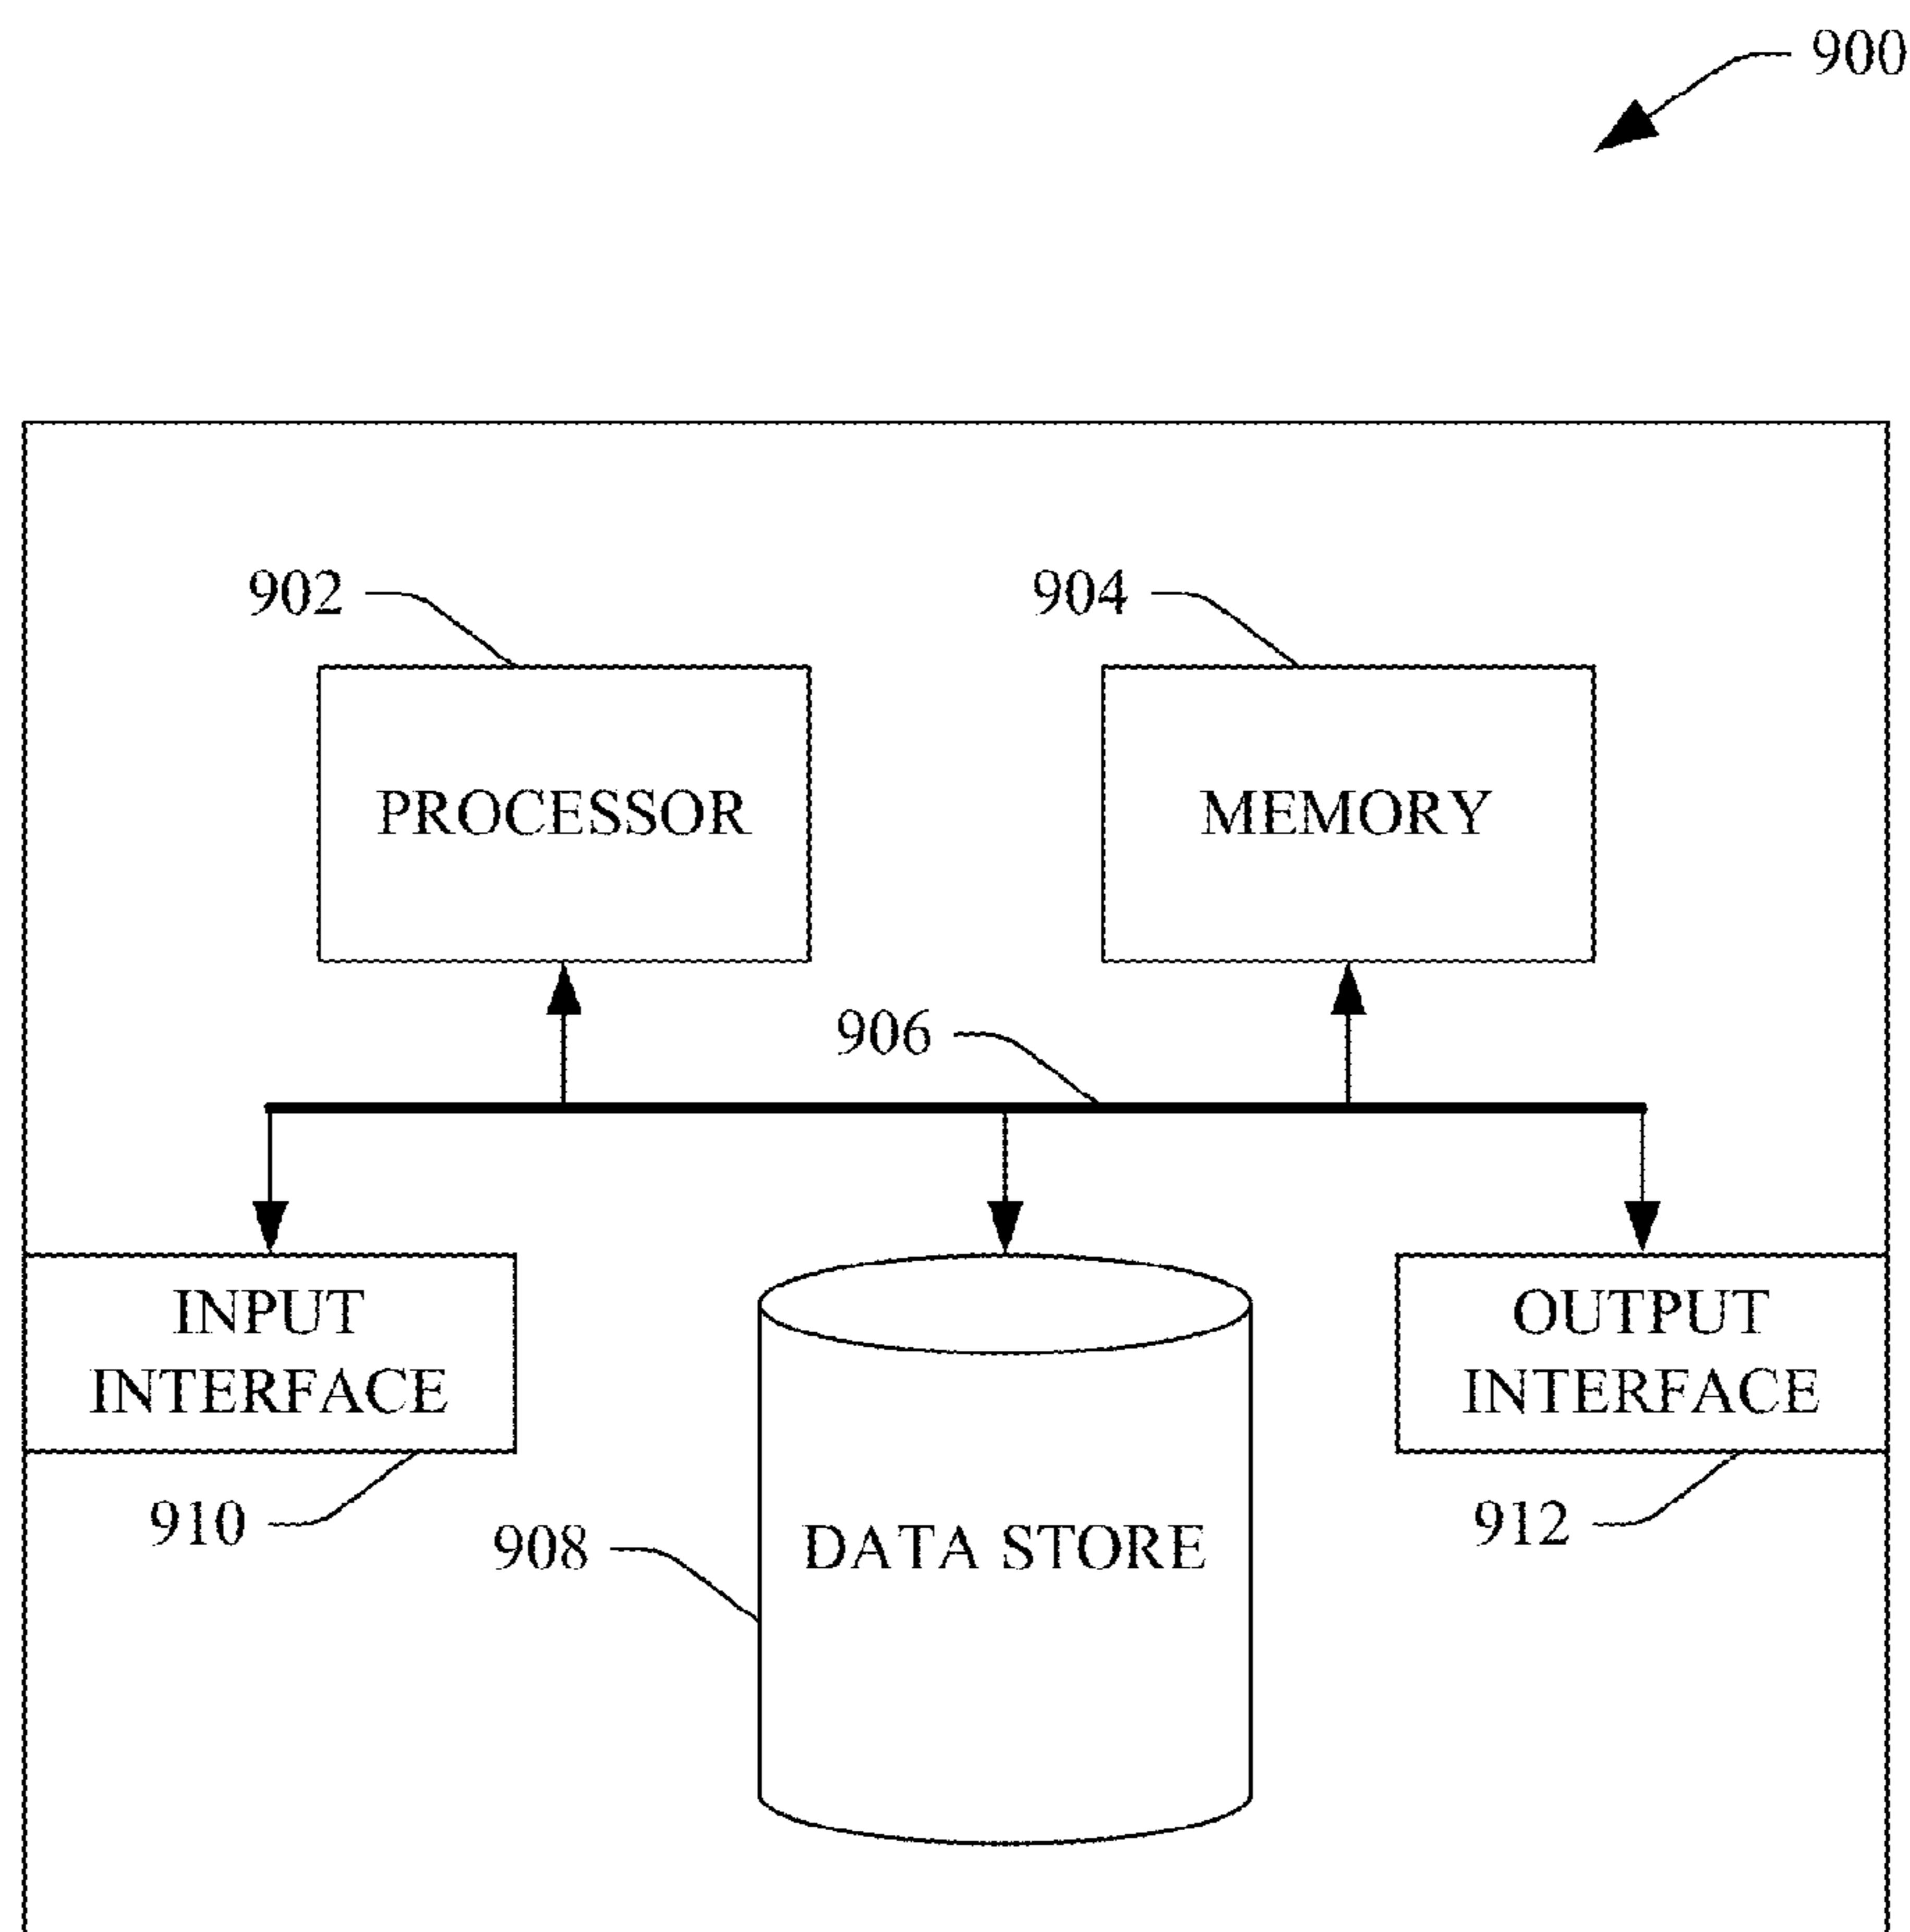 900
902
904
PROCESSOR
MEMORY
906
INPUT
INTERFACE
OUTPUT
INTERFACE
910
908
DATA STORE
912